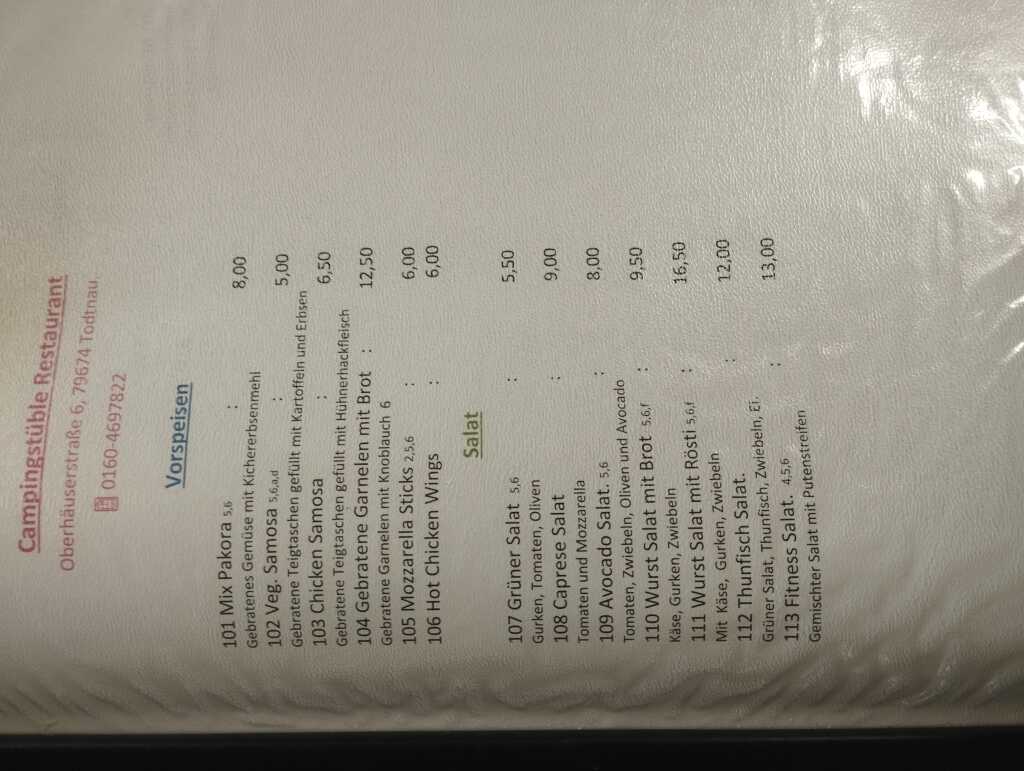 Campingstüble Restaurant
Oberhäuserstraße 6, 79674 Todtnau.
0160-4697822
Vorspeisen
101 Mix Pakora 5,6 : 8,00
Gebratenes Gemüse mit Kichererbsenmehl
102 Veg. Samosa 5,6,a,d : 5,00
Gebratene Teigtaschen gefüllt mit Kartoffeln und Erbsen
103 Chicken Samosa : 6,50
Gebratene Teigtaschen gefüllt mit Hühnerhackfleisch
104 Gebratene Garnelen mit Brot : 12,50
Gebratene Garnelen mit Knoblauch 6
105 Mozzarella Sticks 2,5,6 : 6,00
106 Hot Chicken Wings : 6,00
Salat
107 Grüner Salat 5,6 : 5,50
Gurken, Tomaten, Oliven
108 Caprese Salat : 9,00
Tomaten und Mozzarella
109 Avocado Salat. 5,6 : 8,00
Tomaten, Zwiebeln, Oliven und Avocado
110 Wurst Salat mit Brot 5,6,f : 9,50
Käse, Gurken, Zwiebeln
111 Wurst Salat mit Rösti 5,6,f : 16,50
Mit Käse, Gurken, Zwiebeln
112 Thunfisch Salat. : 12,00
Grüner Salat, Thunfisch, Zwiebeln, Ei.
113 Fitness Salat. 4,5,6 : 13,00
Gemischter Salat mit Putenstreifen